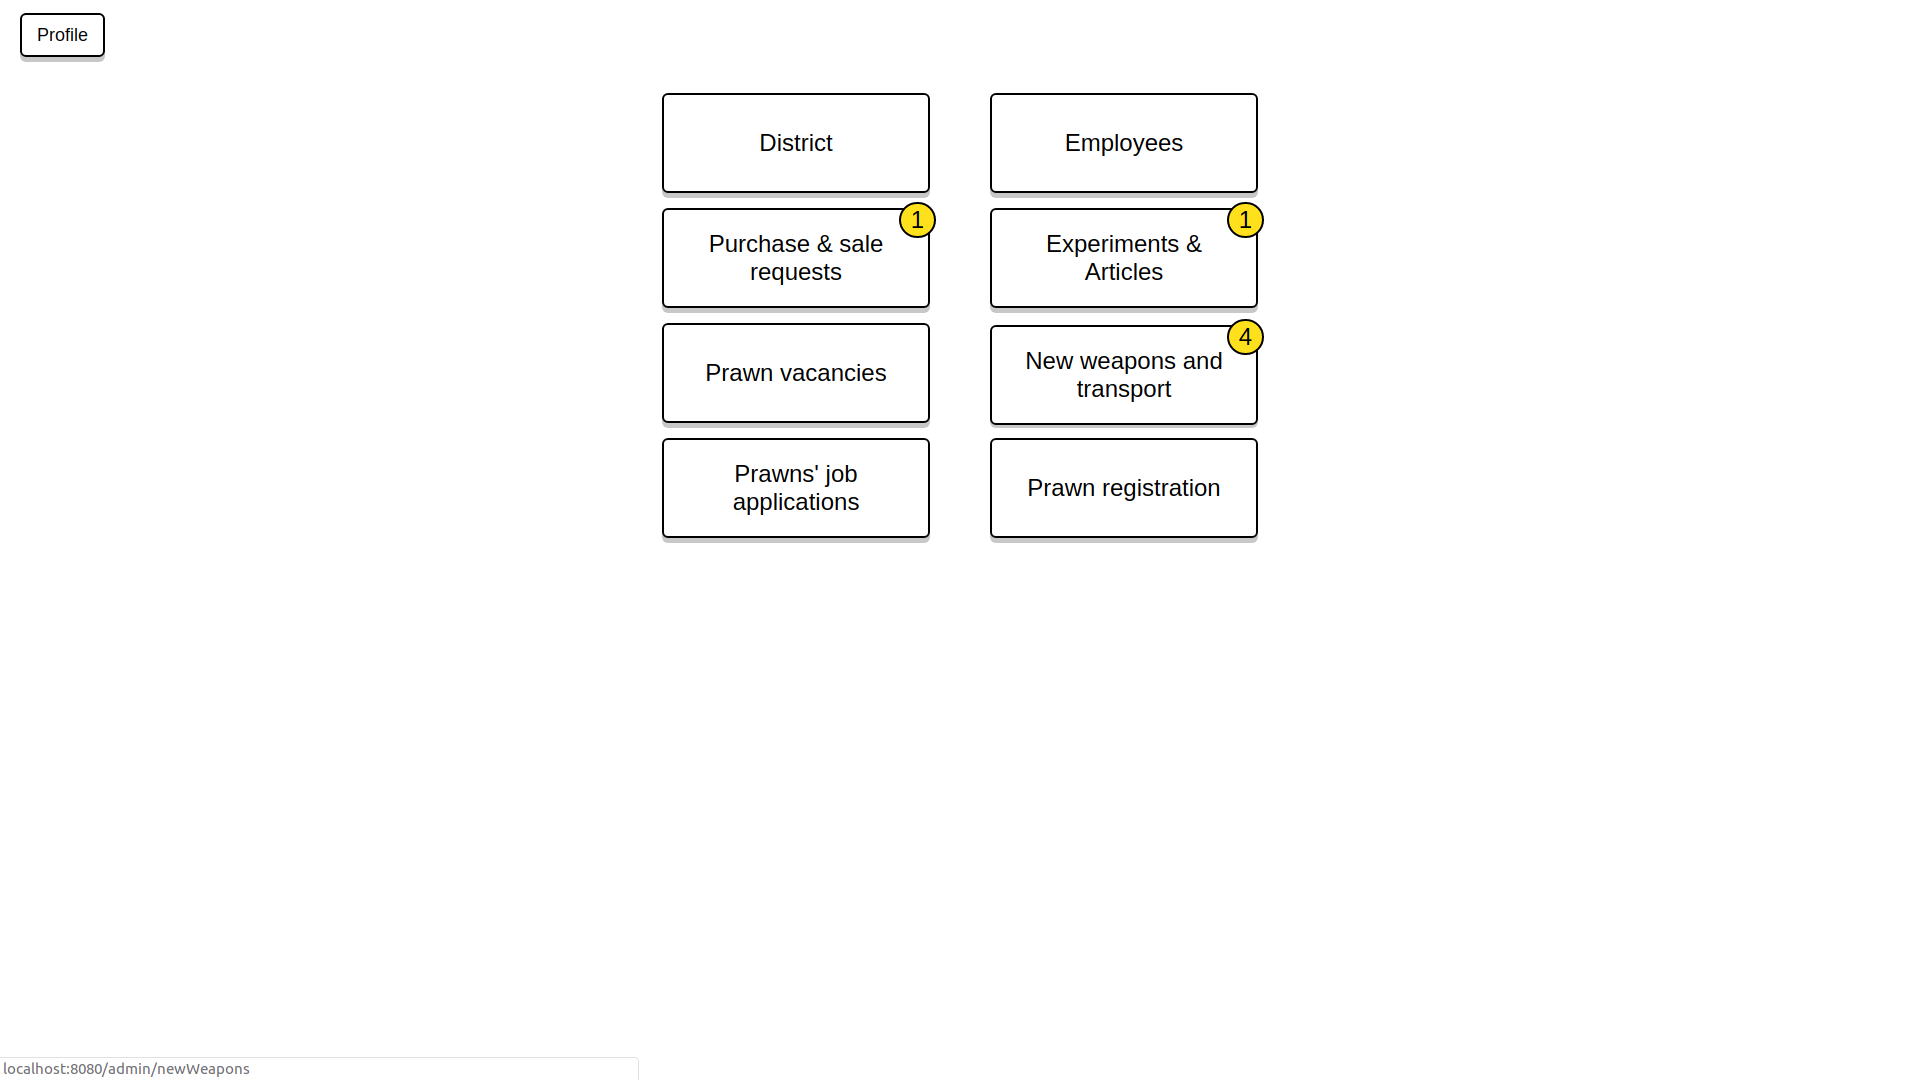 Profile
District
Employees
1
Purchase & sale
requests
1
Experiments &
Articles
Prawn vacancies
4
New weapons and
transport
Prawns' job
applications
Prawn registration
localhost:8080/admin/newWeapons